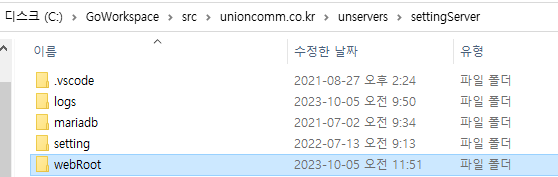 디스크 (C:) > GoWorkspace > src > unioncomm.co.kr > unservers > settingServer
이름 수정한 날짜 유형
.vscode 2021-08-27 오후 2:24 파일 폴더
logs 2023-10-05 오전 9:50 파일 폴더
mariadb 2021-07-02 오전 9:34 파일 폴더
setting 2022-07-13 오전 9:13 파일 폴더
webRoot 2023-10-05 오전 11:51 파일 폴더